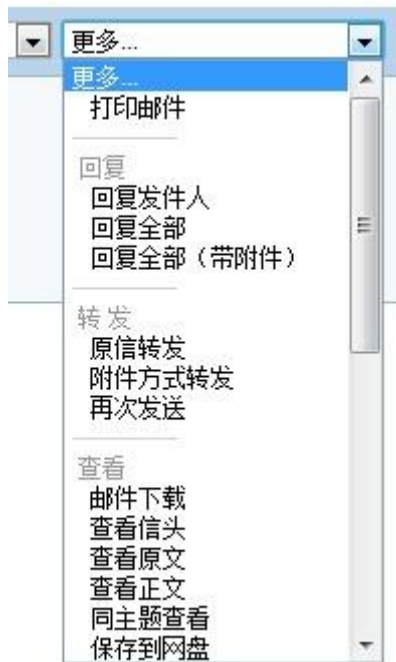 更多...
更多...
打印邮件
回复
回复发件人
回复全部
回复全部（带附件）
转发
原信转发
附件方式转发
再次发送
查看
邮件下载
查看信头
查看原文
查看正文
同主题查看
保存到网盘